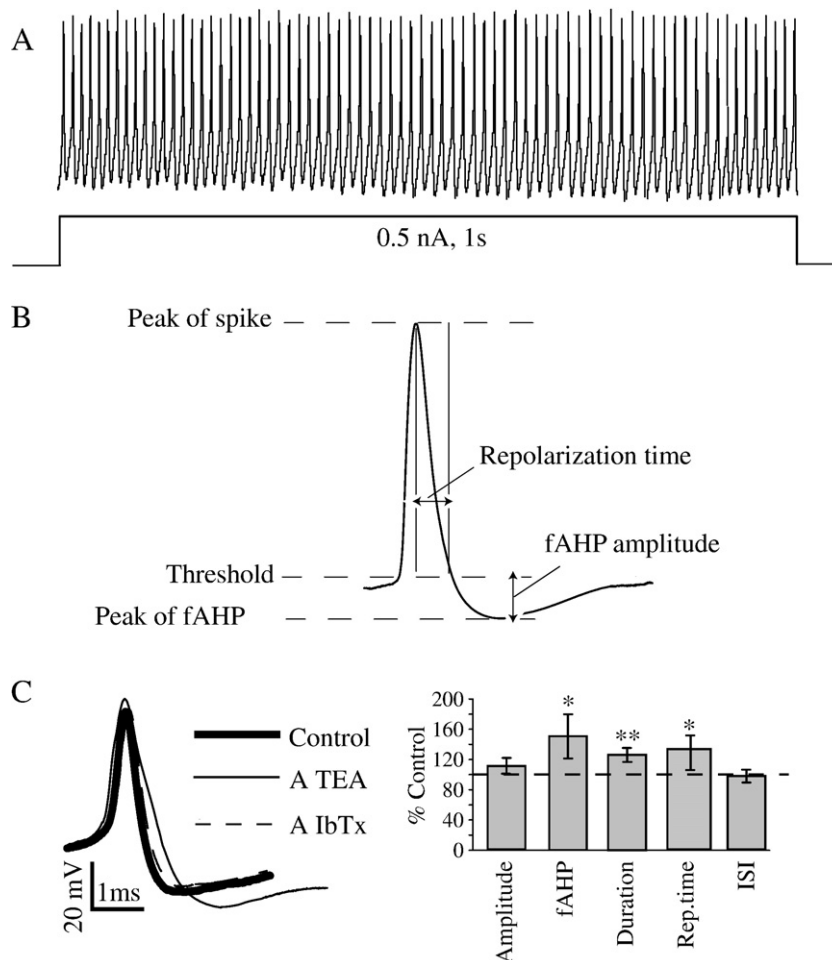 A
0.5 nA, 1s
B
Peak of spike
Repolarization time
fAHP amplitude
Threshold
Peak of fAHP
C
Control
A TEA
A IbTx
20 mV
1ms
% Control
200
160
120
80
40
0
*
**
*
Amplitude
fAHP
Duration
Rep.time
ISI